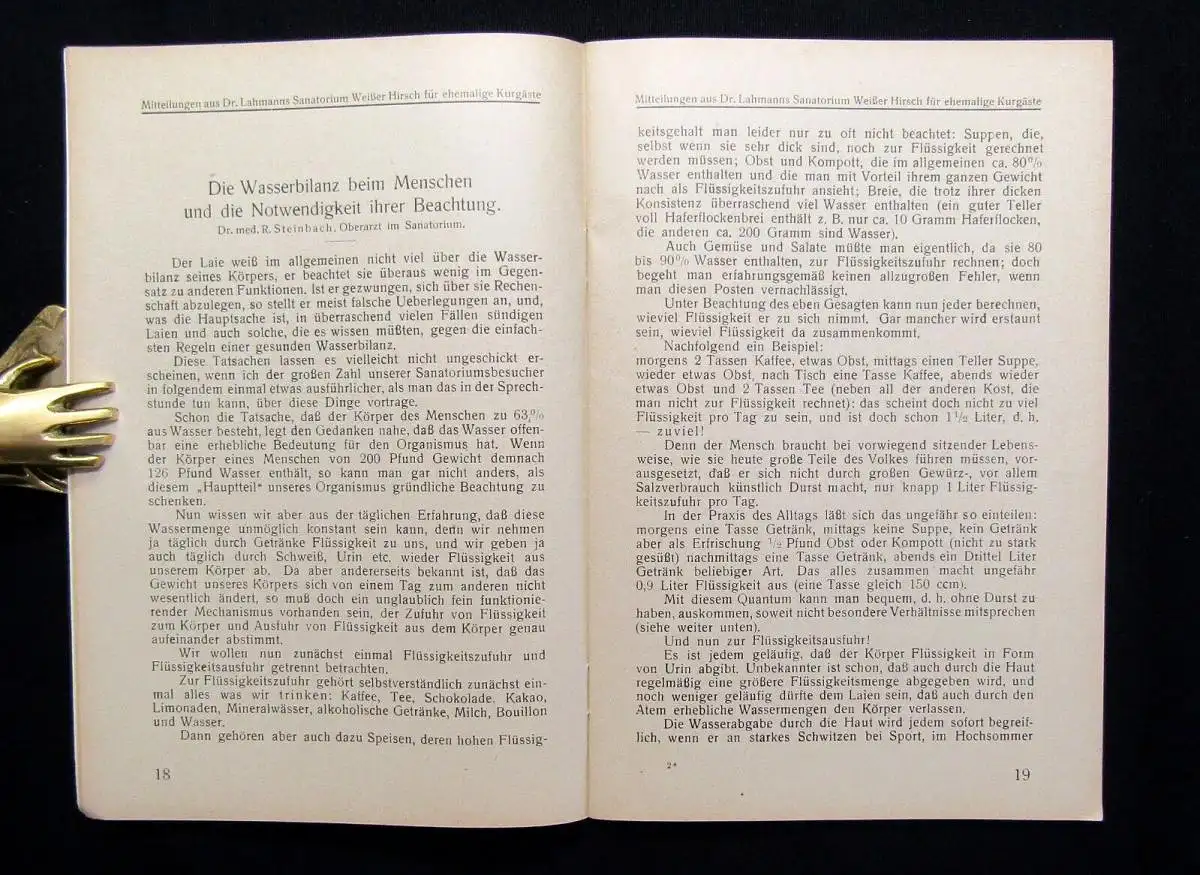 Mitteilungen aus Dr. Lahmanns Sanatorium Weißer Hirsch für ehemalige Kurgäste
Die Wasserbilanz beim Menschen
und die Notwendigkeit ihrer Beachtung.
Dr. med. R. Steinbach, Oberarzt im Sanatorium.
Der Laie weiß im allgemeinen nicht viel über die Wasser-
bilanz seines Körpers, er beachtet sie überaus wenig im Gegen-
satz zu anderen Funktionen. Ist er gezwungen, sich über sie Rechen-
schaft abzulegen, so stellt er meist falsche Ueberlegungen an, und,
was die Hauptsache ist, in überraschend vielen Fällen sündigen
Laien und auch solche, die es wissen müßten, gegen die einfach-
sten Regeln einer gesunden Wasserbilanz.
Diese Tatsachen lassen es vielleicht nicht ungeschickt er-
scheinen, wenn ich der großen Zahl unserer Sanatoriumsbesucher
in folgendem einmal etwas ausführlicher, als man das in der Sprech-
stunde tun kann, über diese Dinge vortrage.
Schon die Tatsache, daß der Körper des Menschen zu 63,%
aus Wasser besteht, legt den Gedanken nahe, daß das Wasser offen-
bar eine erhebliche Bedeutung für den Organismus hat. Wenn
der Körper eines Menschen von 200 Pfund Gewicht demnach
126 Pfund Wasser enthält, so kann man gar nicht anders, als
diesem „Hauptteil“ unseres Organismus gründliche Beachtung zu
schenken.
Nun wissen wir aber aus der täglichen Erfahrung, daß diese
Wassermenge unmöglich konstant sein kann, denn wir nehmen
ja täglich durch Getränke Flüssigkeit zu uns, und wir geben ja
auch täglich durch Schweiß, Urin etc. wieder Flüssigkeit aus
unserem Körper ab. Da aber andererseits bekannt ist, daß das
Gewicht unseres Körpers sich von einem Tag zum anderen nicht
wesentlich ändert, so muß doch ein unglaublich fein funktionie-
render Mechanismus vorhanden sein, der Zufuhr von Flüssigkeit
zum Körper und Ausfuhr von Flüssigkeit aus dem Körper genau
aufeinander abstimmt.
Wir wollen nun zunächst einmal Flüssigkeitszufuhr und
Flüssigkeitsausfuhr getrennt betrachten.
Zur Flüssigkeitszufuhr gehört selbstverständlich zunächst ein-
mal alles was wir trinken: Kaffee, Tee, Schokolade, Kakao,
Limonaden, Mineralwässer, alkoholische Getränke, Milch, Bouillon
und Wasser.
Dann gehören aber auch dazu Speisen, deren hohen Flüssig-
18
Mitteilungen aus Dr. Lahmanns Sanatorium Weißer Hirsch für ehemalige Kurgäste
keitsgehalt man leider nur zu oft nicht beachtet: Suppen, die,
selbst wenn sie sehr dick sind, noch zur Flüssigkeit gerechnet
werden müssen; Obst und Kompott, die im allgemeinen ca. 80%
Wasser enthalten und die man mit Vorteil ihrem ganzen Gewicht
nach als Flüssigkeitszufuhr ansieht; Breie, die trotz ihrer dicken
Konsistenz überraschend viel Wasser enthalten (ein guter Teller
voll Haferflockenbrei enthält z. B. nur ca. 10 Gramm Haferflocken,
die anderen ca. 200 Gramm sind Wasser).
Auch Gemüse und Salate müßte man eigentlich, da sie 80
bis 90% Wasser enthalten, zur Flüssigkeitszufuhr rechnen; doch
begeht man erfahrungsgemäß keinen allzugroßen Fehler, wenn
man diesen Posten vernachlässigt.
Unter Beachtung des eben Gesagten kann nun jeder berechnen,
wieviel Flüssigkeit er zu sich nimmt. Gar mancher wird erstaunt
sein, wieviel Flüssigkeit da zusammenkommt.
Nachfolgend ein Beispiel:
morgens 2 Tassen Kaffee, etwas Obst, mittags einen Teller Suppe,
wieder etwas Obst, nach Tisch eine Tasse Kaffee, abends wieder
etwas Obst und 2 Tassen Tee (neben all der anderen Kost, die
man nicht zur Flüssigkeit rechnet): das scheint doch nicht zu viel
Flüssigkeit pro Tag zu sein, und ist doch schon 1½ Liter, d. h.
— zuviel!
Denn der Mensch braucht bei vorwiegend sitzender Lebens-
weise, wie sie heute große Teile des Volkes führen müssen, vor-
ausgesetzt, daß er sich nicht durch großen Gewürz-, vor allem
Salzverbrauch künstlich Durst macht, nur knapp 1 Liter Flüssig-
keitszufuhr pro Tag.
In der Praxis des Alltags läßt sich das ungefähr so einteilen:
morgens eine Tasse Getränk, mittags keine Suppe, kein Getränk
aber als Erfrischung ½ Pfund Obst oder Kompott (nicht zu stark
gesüßt) nachmittags eine Tasse Getränk, abends ein Drittel Liter
Getränk beliebiger Art. Das alles zusammen macht ungefähr
0,9 Liter Flüssigkeit aus (eine Tasse gleich 150 ccm).
Mit diesem Quantum kann man bequem, d. h. ohne Durst zu
haben, auskommen, soweit nicht besondere Verhältnisse mitsprechen
(siehe weiter unten).
Und nun zur Flüssigkeitsausfuhr!
Es ist jedem geläufig, daß der Körper Flüssigkeit in Form
von Urin abgibt. Unbekannter ist schon, daß auch durch die Haut
regelmäßig eine größere Flüssigkeitsmenge abgegeben wird, und
noch weniger geläufig dürfte dem Laien sein, daß auch durch den
Atem erhebliche Wassermengen den Körper verlassen.
Die Wasserabgabe durch die Haut wird jedem sofort begreif-
lich, wenn er an starkes Schwitzen bei Sport, im Hochsommer
2*
19